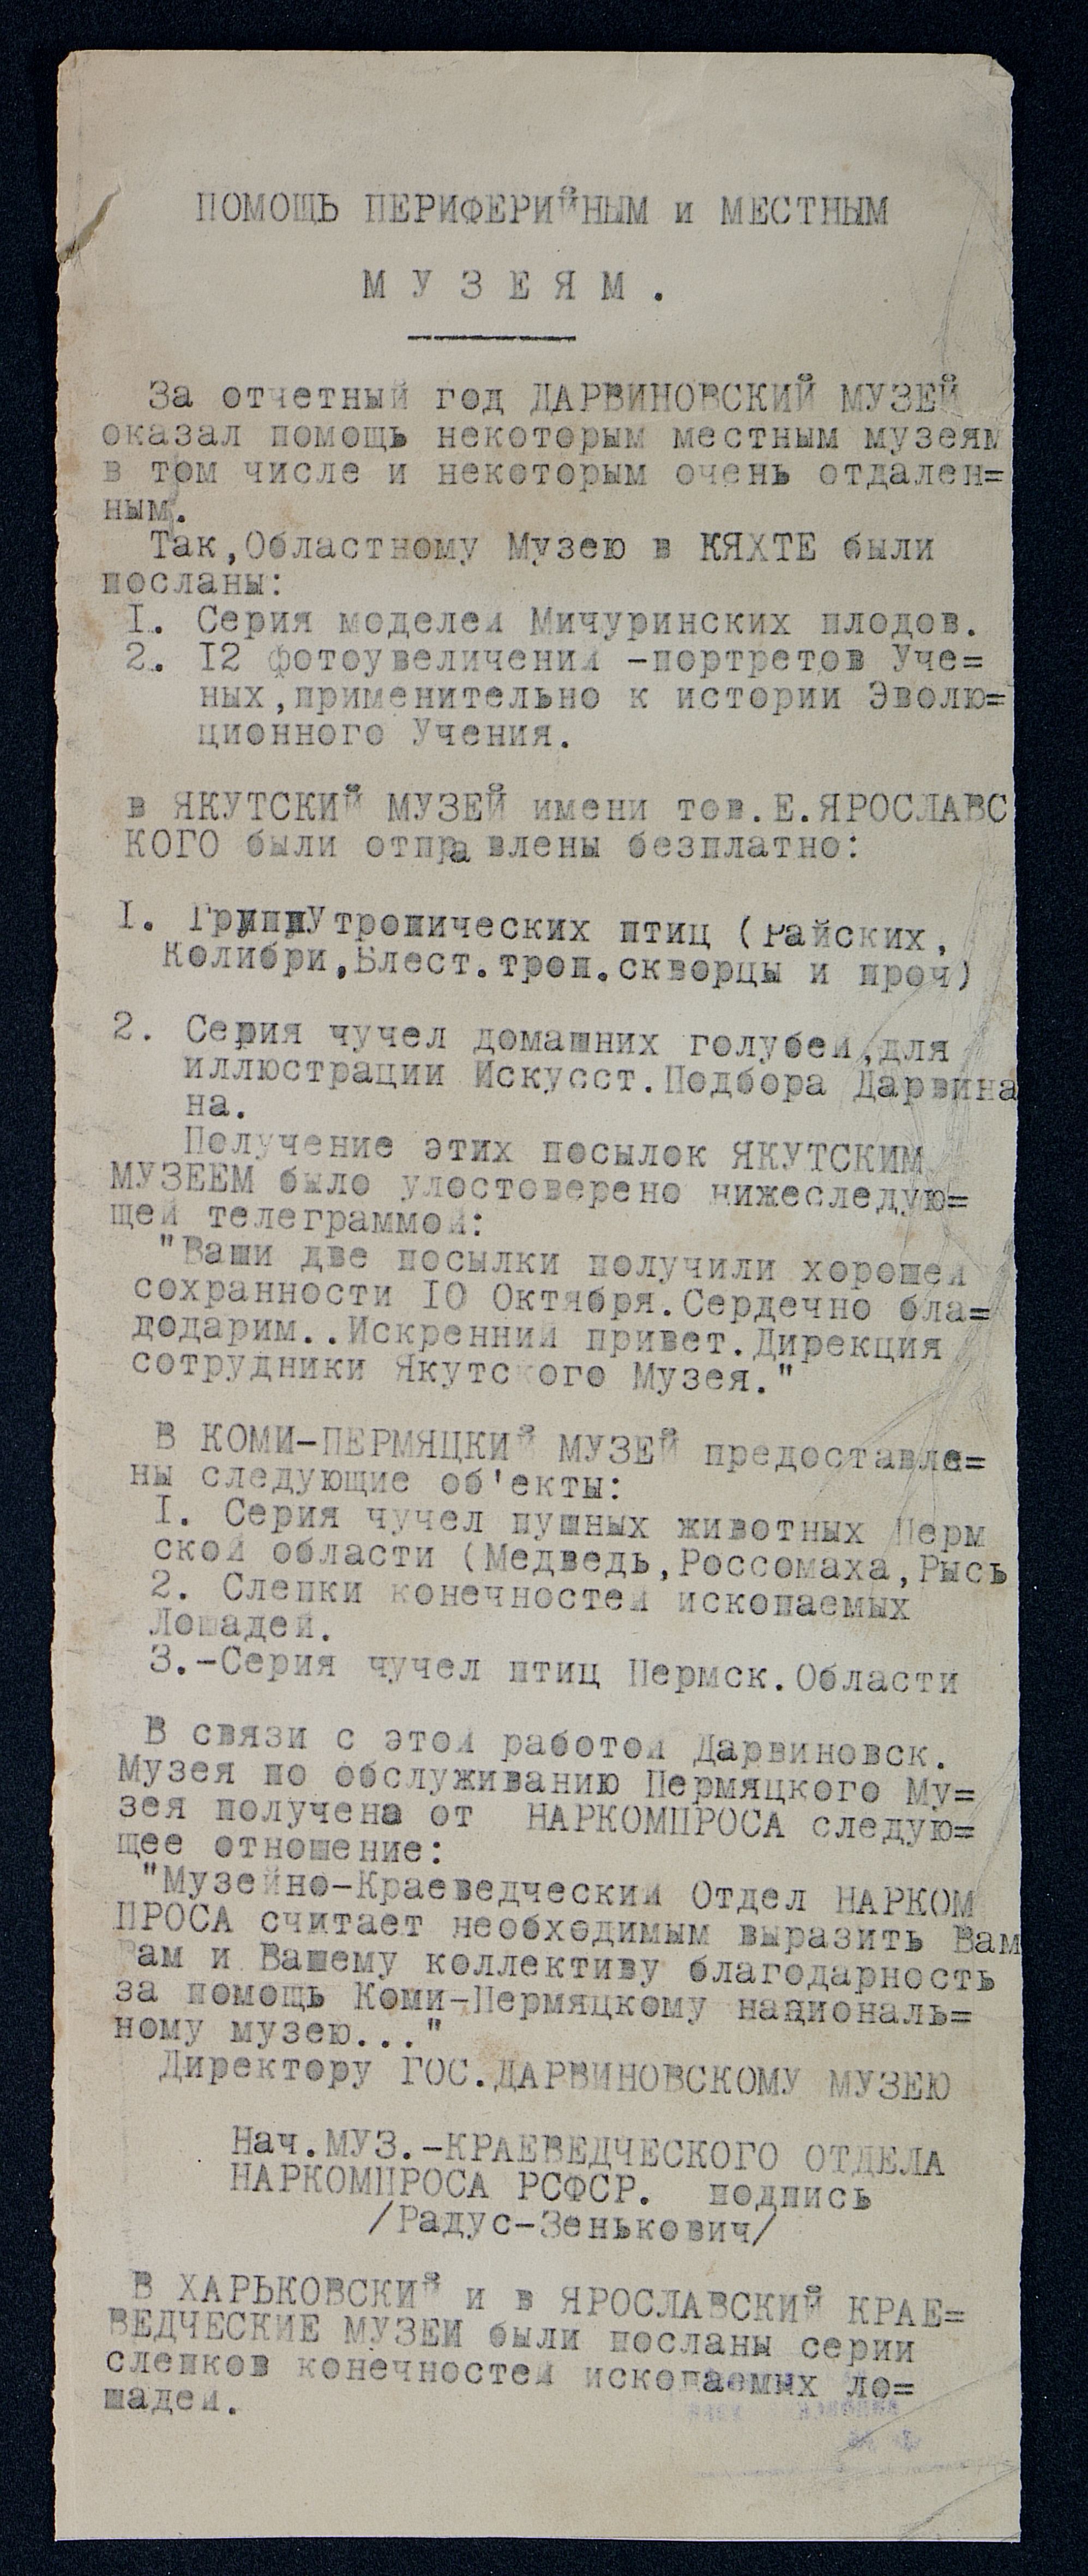 ПОМОЩЬ ПЕРИФЕРИЙНЫМ и МЕСТНЫМ
М У З Е Я М .
За отчетный год ДАРВИНОВСКИЙ МУЗЕЙ
оказал помощь некоторым местным музеям
в том числе и некоторым очень отдален=
ным.
Так,Областному Музею в КЯХТЕ были
посланы:
I. Серия моделей Мичуринских плодов.
2. I2 фотоувеличений -портретов Уче=
ных,применительно к истории Эволю=
ционного Учения.
в ЯКУТСКИЙ МУЗЕЙ имени тов.Е.ЯРОСЛАВС
КОГО были отправлены безплатно:
I. Группу тропических птиц (Райских,
Колибри,Блест.троп.скворцы и проч)
2. Серия чучел домашних голубей,для
иллюстрации Искусст.Подбора Дарвина
на.
Получение этих посылок ЯКУТСКИМ
МУЗЕЕМ было удостоверено нижеследую=
щей телеграммой:
"Ваши две посылки получили хорошей
сохранности IO Октября.Сердечно бла=
додарим..Искренний привет.Дирекция
сотрудники Якутского Музея."
В КОМИ-ПЕРМЯЦКИЙ МУЗЕЙ предоставле=
ны следующие об'екты:
I. Серия чучел пушных животных Перм
ской области (Медведь,Россомаха,Рысь
2. Слепки конечностей ископаемых
Лошадей.
3.-Серия чучел птиц Пермск.Области
В связи с этой работой Дарвиновск.
Музея по обслуживанию Пермяцкого Му=
зея получена от НАРКОМПРОСА следую=
щее отношение:
"Музейно-Краеведческий Отдел НАРКОМ
ПРОСА считает необходимым выразить Вам
Вам и Вашему коллективу благодарность
за помощь Коми-Пермяцкому националь=
ному музею..."
Директору ГОС.ДАРВИНОВСКОМУ МУЗЕЮ
Нач.МУЗ.-КРАЕВЕДЧЕСКОГО ОТДЕЛА
НАРКОМПРОСА РСФСР. подпись
/Радус-Зенькович/
В ХАРЬКОВСКИЙ и в ЯРОСЛАВСКИЙ КРАЕ=
ВЕДЧЕСКИЕ МУЗЕИ были посланы серии
слепков конечностей ископаемых ло=
шадей.